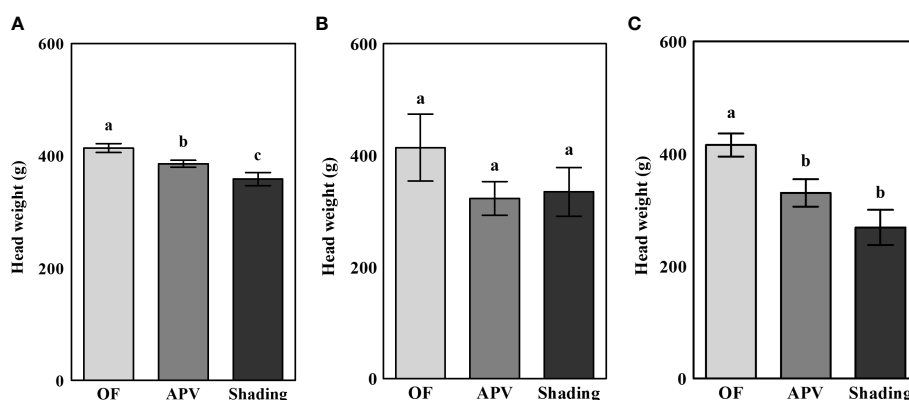 A
600
400
200
0
Head weight (g)
a
b
c
OF APV Shading
B
600
400
200
0
Head weight (g)
a
a
a
OF APV Shading
C
600
400
200
0
Head weight (g)
a
b
b
OF APV Shading